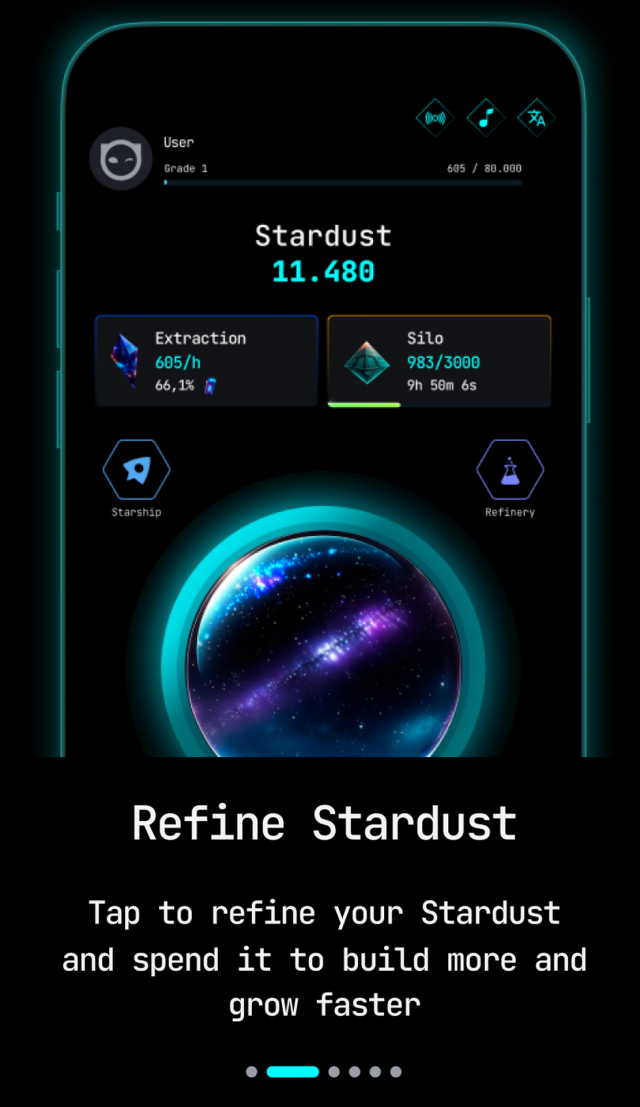 User
Grade 1 605 / 80.000
Stardust
11.480
Extraction
605/h
66,1%
Silo
983/3000
9h 50m 6s
Starship
Refinery
Refine Stardust
Tap to refine your Stardust
and spend it to build more and
grow faster